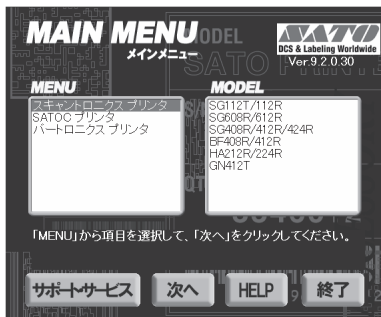 MAIN MENU
メインメニュー
SATO
DCS & Labeling Worldwide
Ver.9.2.0.30
MENU
スキャントロニクス プリンタ
SATOC プリンタ
バートロニクス プリンタ
MODEL
SG112T/112R
SG608R/612R
SG408R/412R/424R
BF408R/412R
HA212R/224R
GN412T
「MENU」から項目を選択して、「次へ」をクリックしてください。
サポートサービス
次へ
HELP
終了